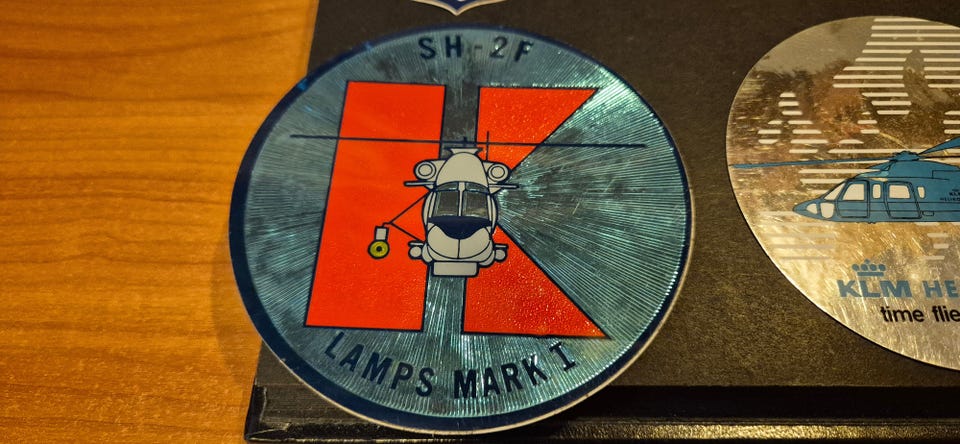 SH-2F
K
LAMPS MARK I
KLM HE
time flie